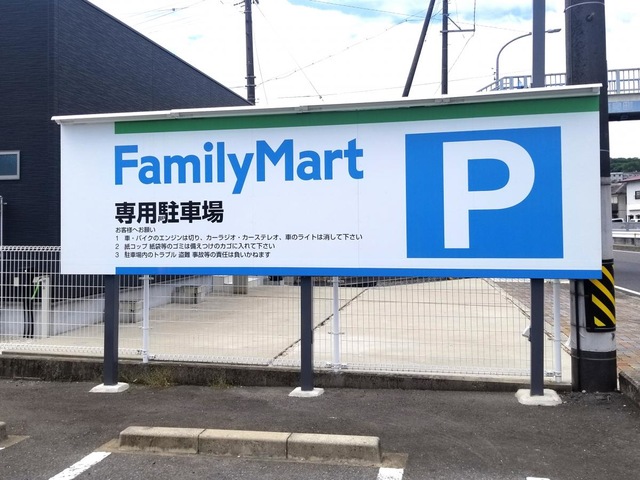 FamilyMart
P
専用駐車場
お客様へお願い
1 車・バイクのエンジンは切り、カーラジオ・カーステレオ、車のライトは消して下さい
2 紙コップ 紙袋等のゴミは備えつけのカゴに入れて下さい
3 駐車場内のトラブル 盗難 事故等の責任は負いかねます